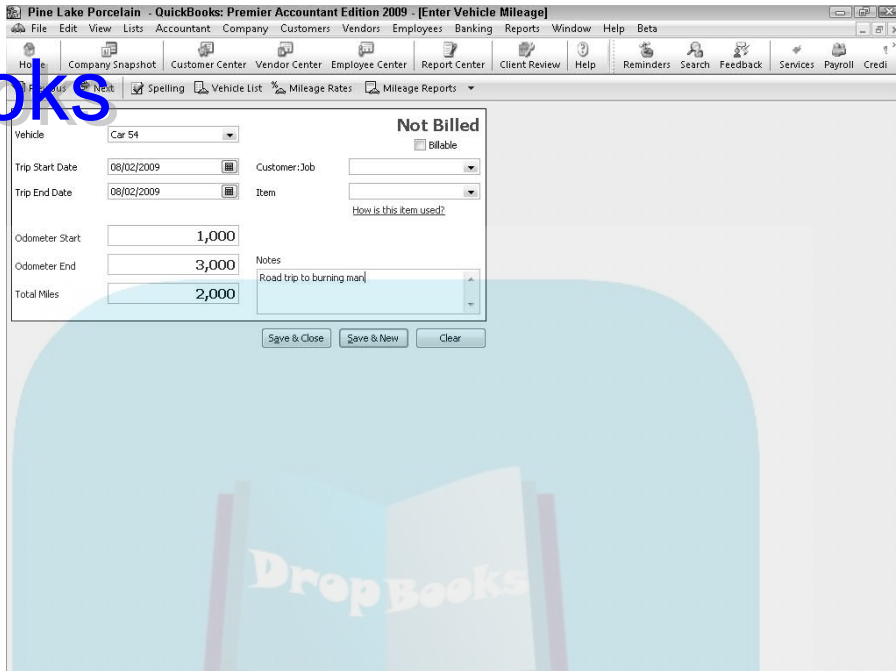 Pine Lake Porcelain - QuickBooks: Premier Accountant Edition 2009 - [Enter Vehicle Mileage]
File Edit View Lists Accountant Company Customers Vendors Employees Banking Reports Window Help Beta
Company Snapshot Customer Center Vendor Center Employee Center Report Center Client Review Help Reminders Search Feedback Services Payroll Credi
oks
Next Spelling Vehicle List Mileage Rates Mileage Reports
Vehicle Car 54 Not Billed
Billable
Trip Start Date 08/02/2009 Customer:Job
Trip End Date 08/02/2009 Item
How is this item used?
Odometer Start 1,000
Odometer End 3,000 Notes
Road trip to burning man
Total Miles 2,000
Save & Close Save & New Clear
DropBooks